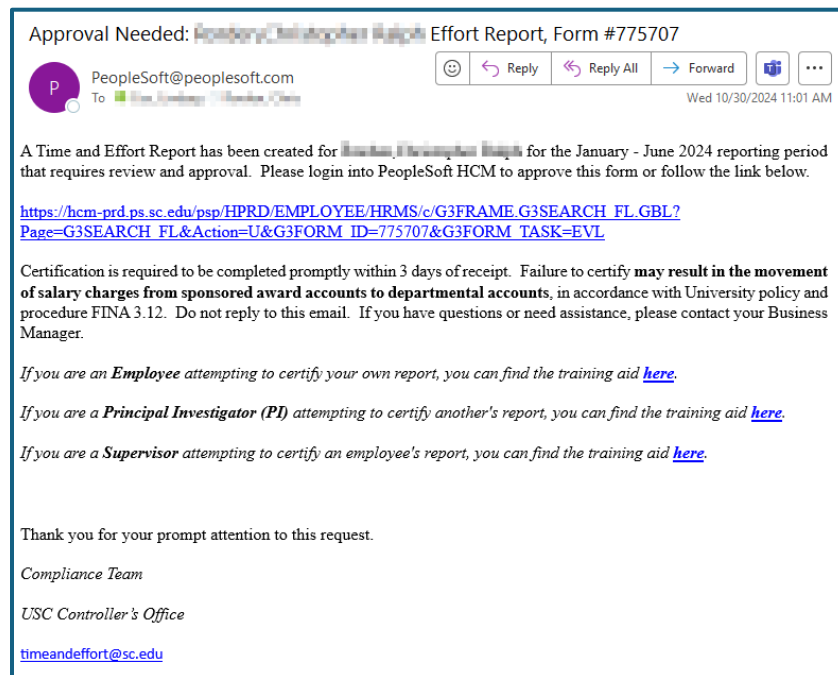 Approval Needed: Effort Report, Form #775707
P
PeopleSoft@peoplesoft.com
Reply
Reply All
Forward
To
Wed 10/30/2024 11:01 AM
A Time and Effort Report has been created for for the January - June 2024 reporting period
that requires review and approval. Please login into PeopleSoft HCM to approve this form or follow the link below.
https://hcm-prd.ps.sc.edu/psp/HPRD/EMPLOYEE/HRMS/c/G3FRAME.G3SEARCH_FL.GBL?
Page=G3SEARCH_FL&Action=U&G3FORM_ID=775707&G3FORM_TASK=EVL
Certification is required to be completed promptly within 3 days of receipt. Failure to certify may result in the movement
of salary charges from sponsored award accounts to departmental accounts, in accordance with University policy and
procedure FINA 3.12. Do not reply to this email. If you have questions or need assistance, please contact your Business
Manager.
If you are an Employee attempting to certify your own report, you can find the training aid here.
If you are a Principal Investigator (PI) attempting to certify another's report, you can find the training aid here.
If you are a Supervisor attempting to certify an employee's report, you can find the training aid here.
Thank you for your prompt attention to this request.
Compliance Team
USC Controller's Office
timeandeffort@sc.edu